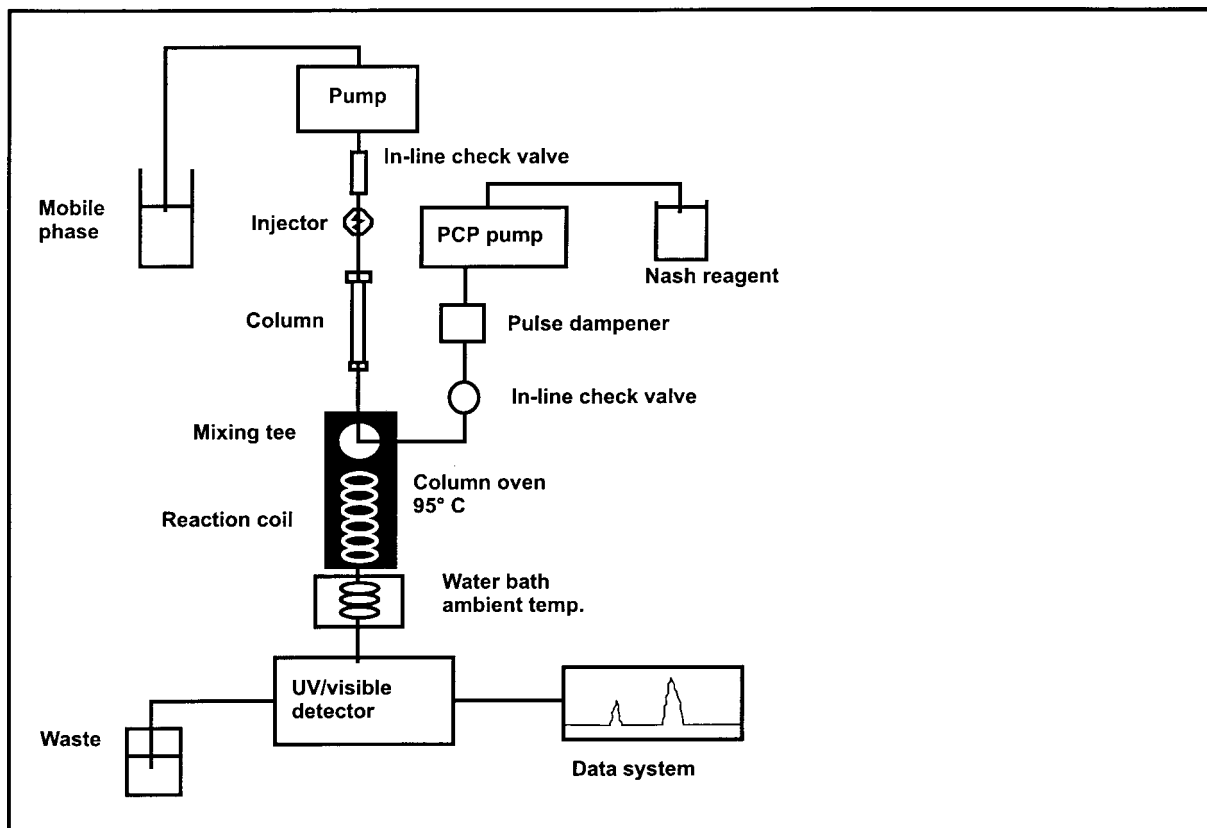 Pump
In-line check valve
Mobile
phase
Injector
PCP pump
Nash reagent
Column
Pulse dampener
In-line check valve
Mixing tee
Column oven
95° C
Reaction coil
Water bath
ambient temp.
UV/visible
detector
Waste
Data system